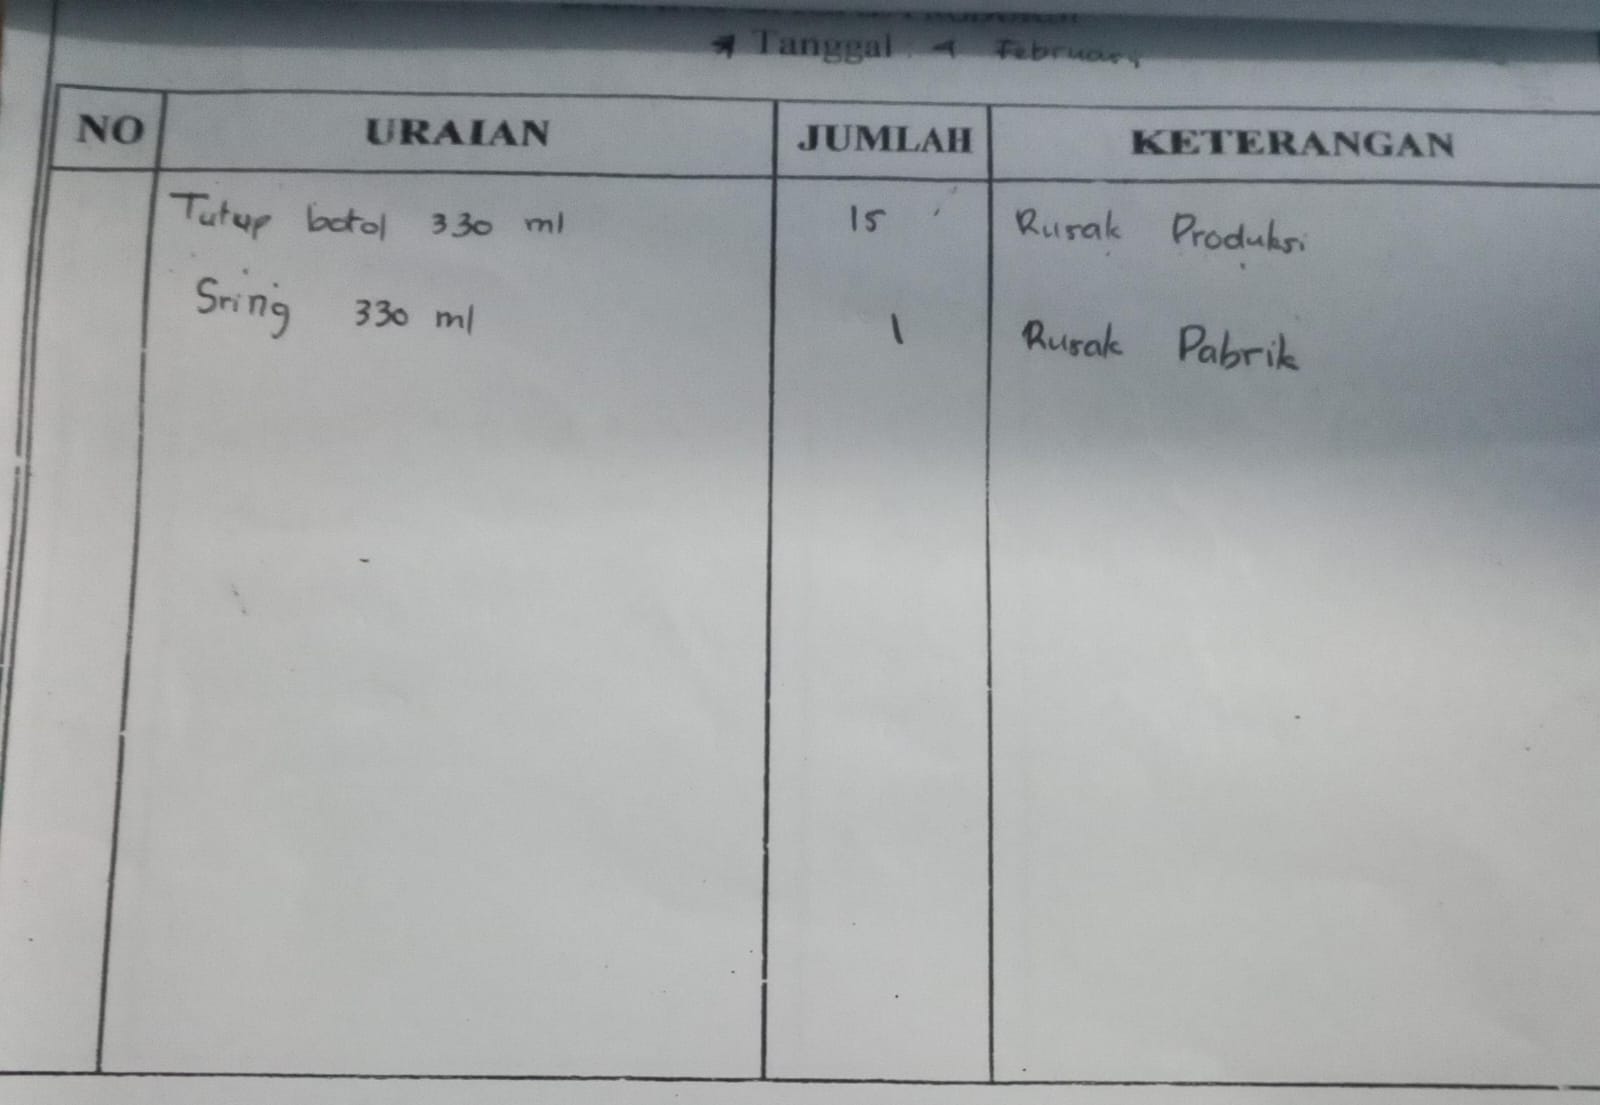 Tanggal : 4 February
NO URAIAN JUMLAH KETERANGAN
Tutup botol 330 ml 15 Rusak Produksi
Sring 330 ml 1 Rusak Pabrik